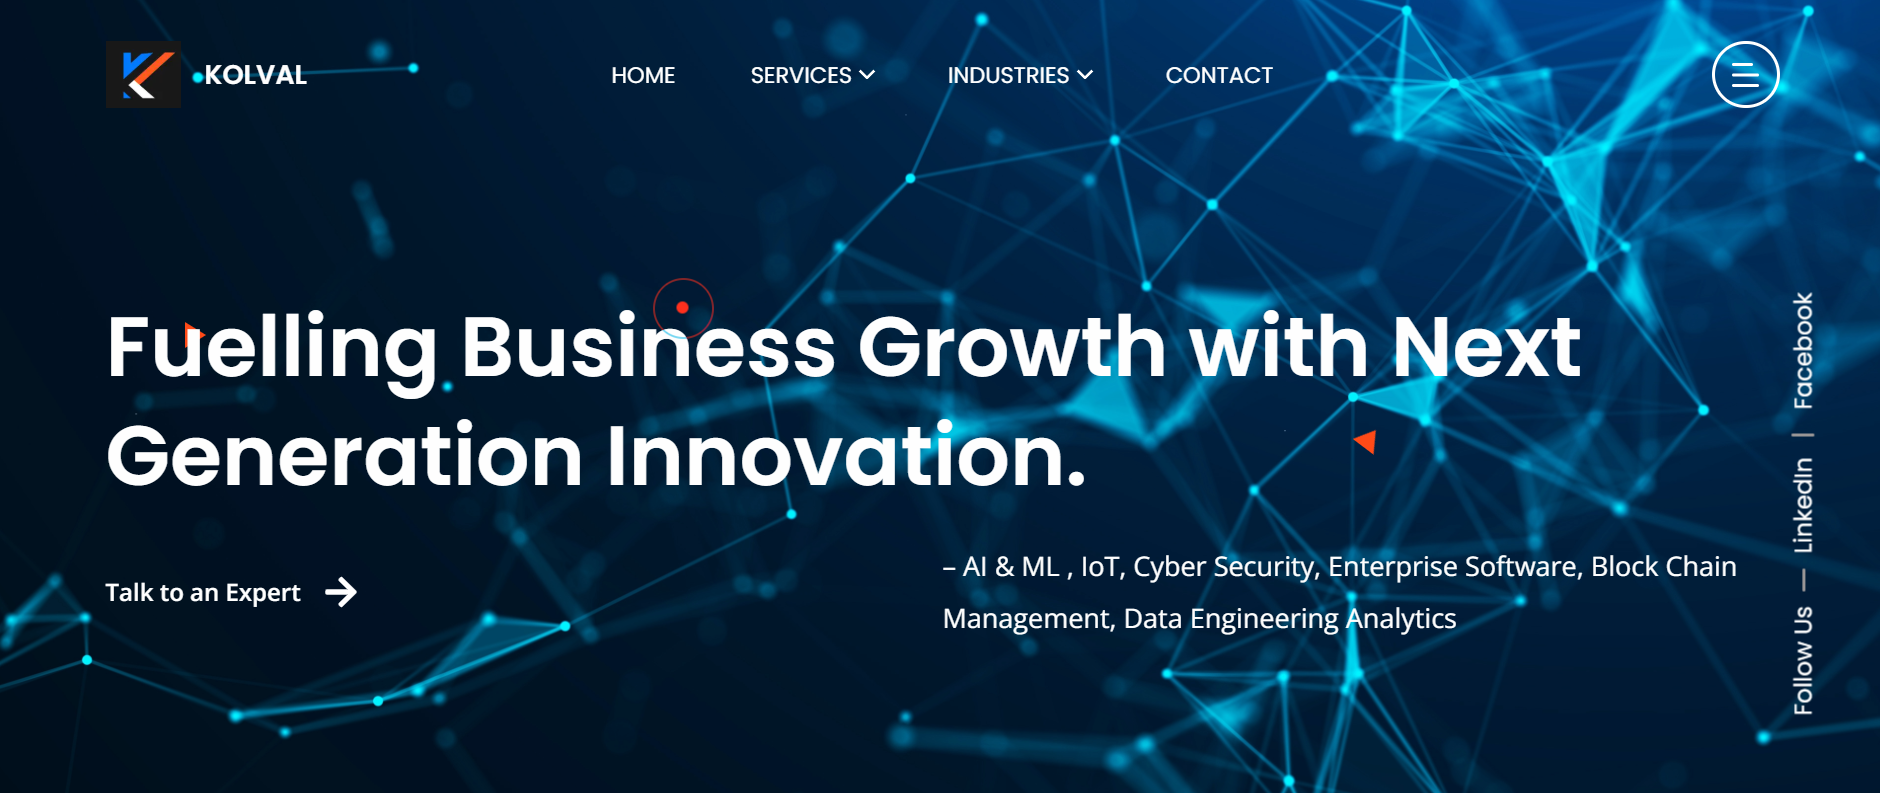 KOLVAL
HOME
SERVICES
INDUSTRIES
CONTACT
Fuelling Business Growth with Next
Generation Innovation.
Talk to an Expert
– AI & ML , IoT, Cyber Security, Enterprise Software, Block Chain
Management, Data Engineering Analytics
Follow Us — LinkedIn | Facebook